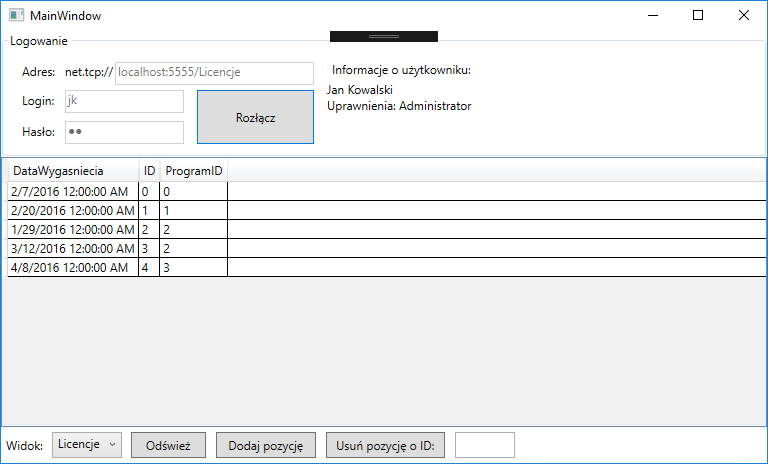 MainWindow
Logowanie
Adres: net.tcp:// localhost:5555/Licencje
Informacje o użytkowniku:
Login: jk
Jan Kowalski
Uprawnienia: Administrator
Rozłącz
Hasło: ●●
DataWygasniecia ID ProgramID
2/7/2016 12:00:00 AM 0 0
2/20/2016 12:00:00 AM 1 1
1/29/2016 12:00:00 AM 2 2
3/12/2016 12:00:00 AM 3 2
4/8/2016 12:00:00 AM 4 3
Widok: Licencje Odśwież Dodaj pozycję Usuń pozycję o ID: